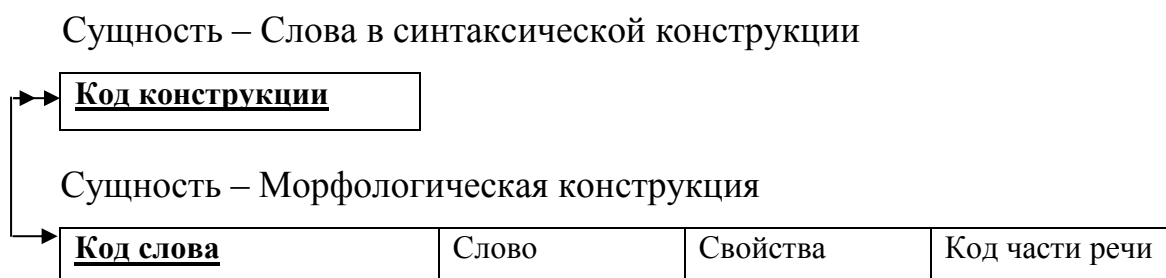 Сущность – Слова в синтаксической конструкции
Код конструкции
Сущность – Морфологическая конструкция
Код слова Слово Свойства Код части речи